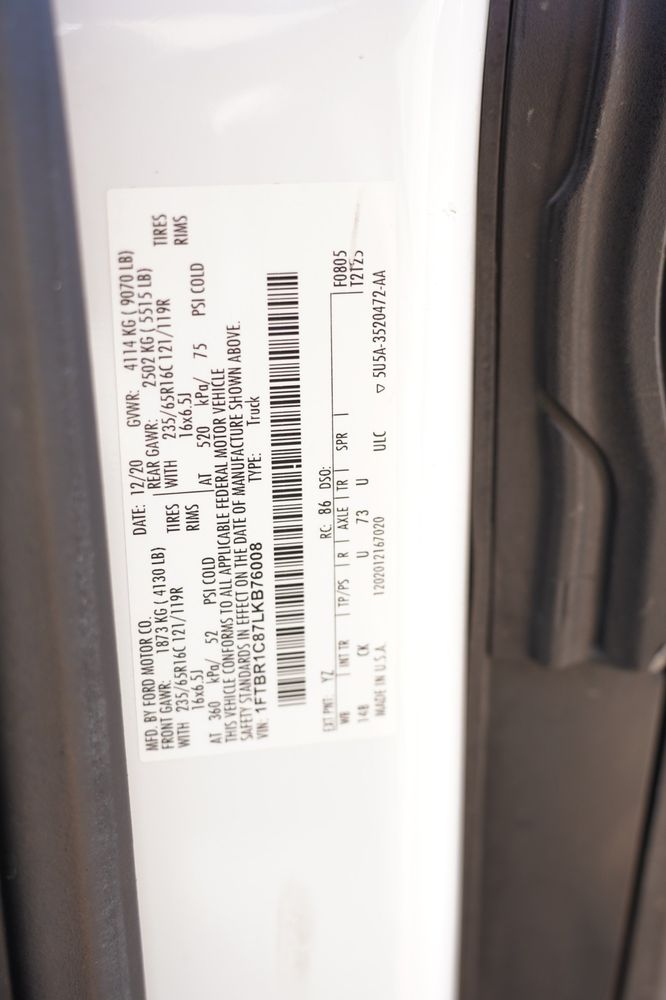 MFD. BY FORD MOTOR CO.
DATE: 12/20 GVWR: 4114 KG ( 9070 LB)
FRONT GAWR: 1873 KG ( 4130 LB) REAR GAWR: 2502 KG ( 5515 LB)
WITH 235/65R16C 121/119R TIRES WITH 235/65R16C 121/119R TIRES
16x6.5J RIMS 16x6.5J RIMS
AT 360 kPa/ 52 PSI COLD AT 520 kPa/ 75 PSI COLD
THIS VEHICLE CONFORMS TO ALL APPLICABLE FEDERAL MOTOR VEHICLE
SAFETY STANDARDS IN EFFECT ON THE DATE OF MANUFACTURE SHOWN ABOVE.
VIN: 1FTBR1C87LKB76008 TYPE: Truck
EXT PNT: YZ RC: 86 DSO:
F0805
WB INT TR TP/PS R AXLE TR SPR T2T25
148 CK U 73 U
MADE IN U.S.A. 1202012167020 ULC ▽ 5U5A-3520472-AA